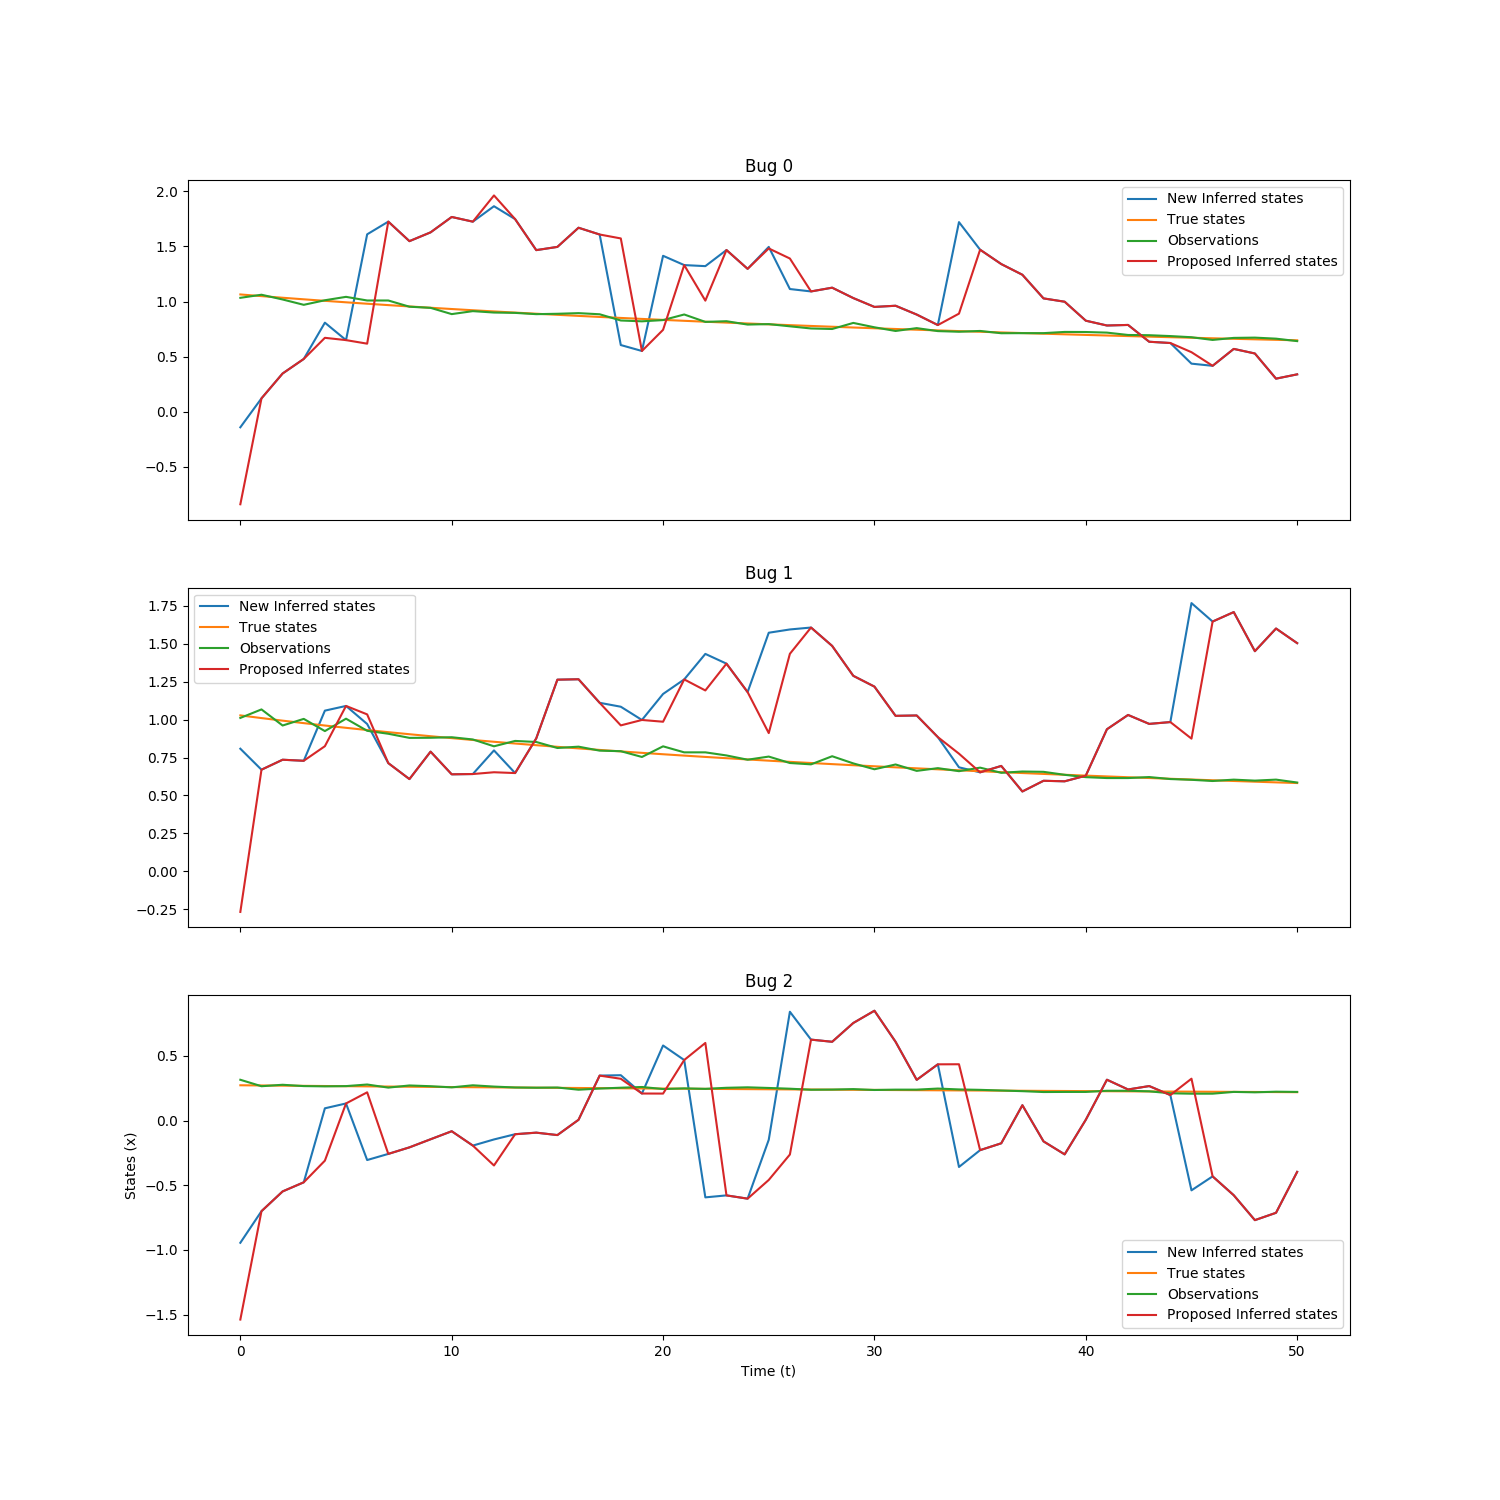 Bug 0
2.0
1.5
1.0
0.5
0.0
−0.5
New Inferred states
True states
Observations
Proposed Inferred states
Bug 1
1.75
1.50
1.25
1.00
0.75
0.50
0.25
0.00
−0.25
New Inferred states
True states
Observations
Proposed Inferred states
Bug 2
States (x)
0.5
0.0
−0.5
−1.0
−1.5
New Inferred states
True states
Observations
Proposed Inferred states
0 10 20 30 40 50
Time (t)